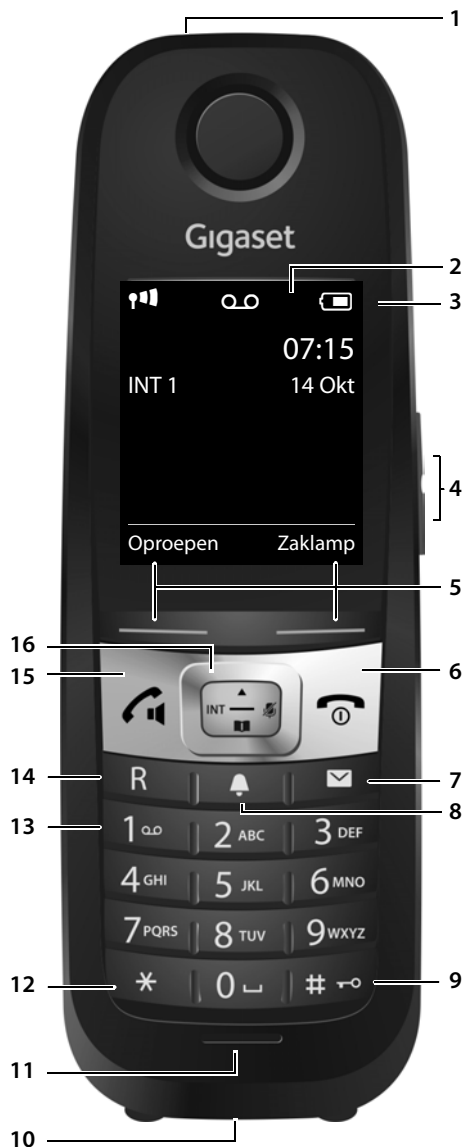 1
Gigaset
2
3
07:15
INT 1 14 Okt
4
Oproepen Zaklamp
5
16
15
6
INT
14
R
7
8
13
1 2 ABC 3 DEF
4 GHI 5 JKL 6 MNO
7 PQRS 8 TUV 9 WXYZ
12
* 0 #
9
11
10